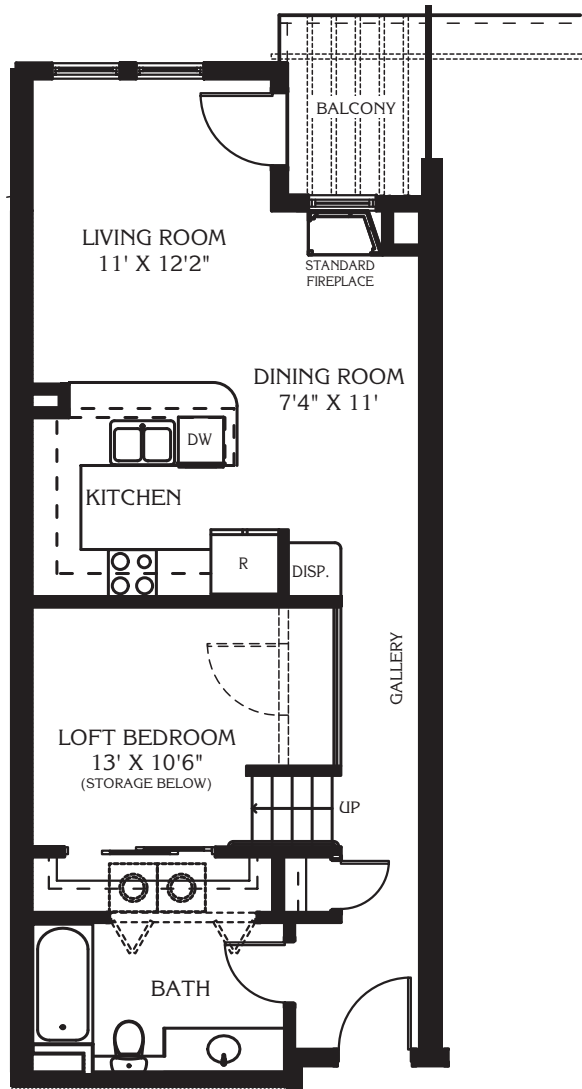 BALCONY
LIVING ROOM
11' X 12'2"
STANDARD
FIREPLACE
DINING ROOM
7'4" X 11'
DW
KITCHEN
R
DISP.
GALLERY
LOFT BEDROOM
13' X 10'6"
(STORAGE BELOW)
UP
BATH